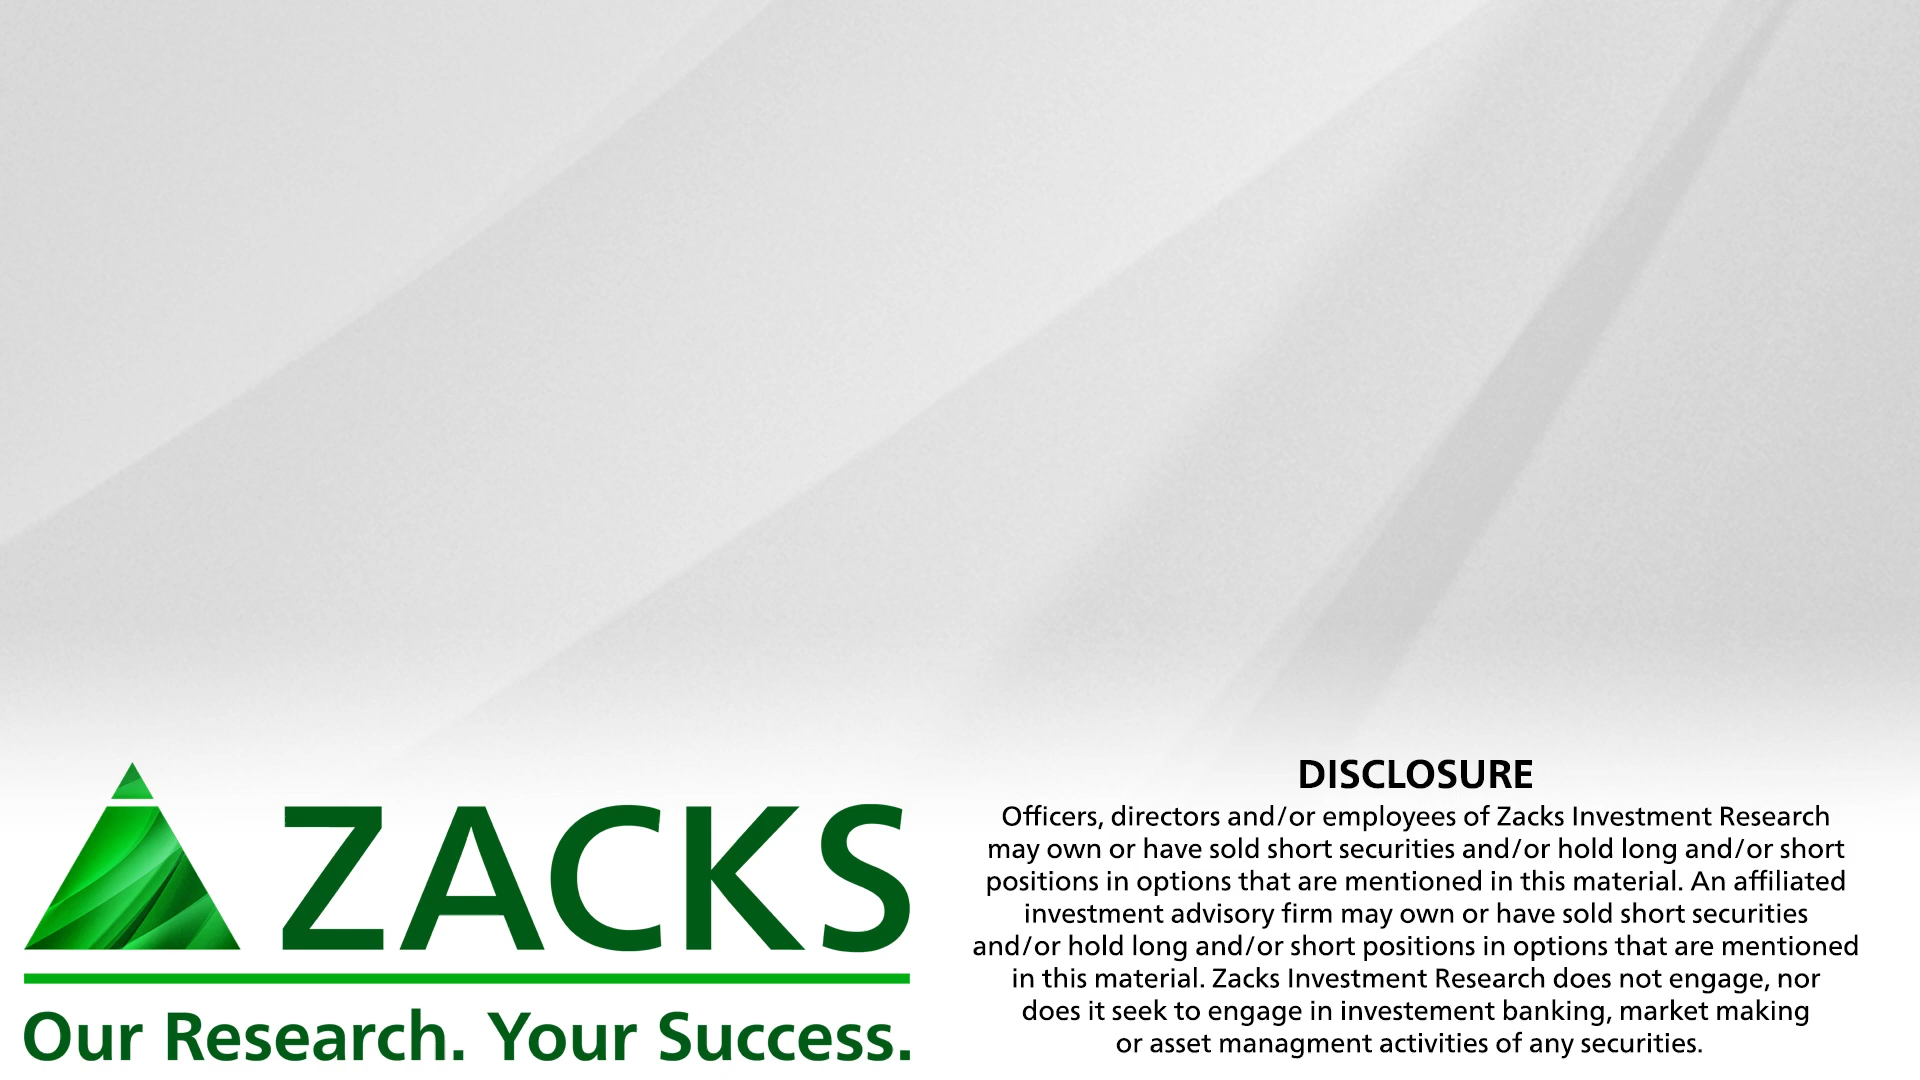 ZACKS
Our Research. Your Success.
DISCLOSURE
Officers, directors and/or employees of Zacks Investment Research
may own or have sold short securities and/or hold long and/or short
positions in options that are mentioned in this material. An affiliated
investment advisory firm may own or have sold short securities
and/or hold long and/or short positions in options that are mentioned
in this material. Zacks Investment Research does not engage, nor
does it seek to engage in investement banking, market making
or asset managment activities of any securities.